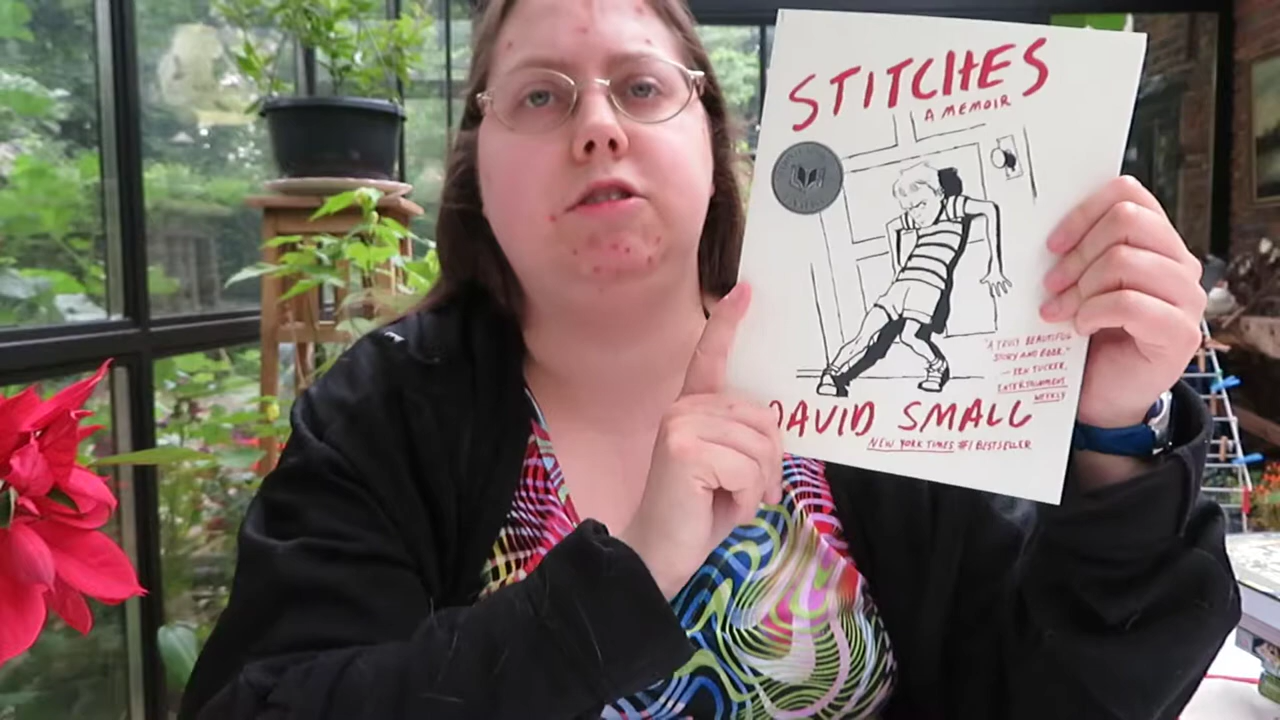 STITCHES
A MEMOIR
"A TRULY BEAUTIFUL
STORY AND BOOK."
— KEN TUCKER,
ENTERTAINMENT
WEEKLY
DAVID SMALL
NEW YORK TIMES #1 BESTSELLER